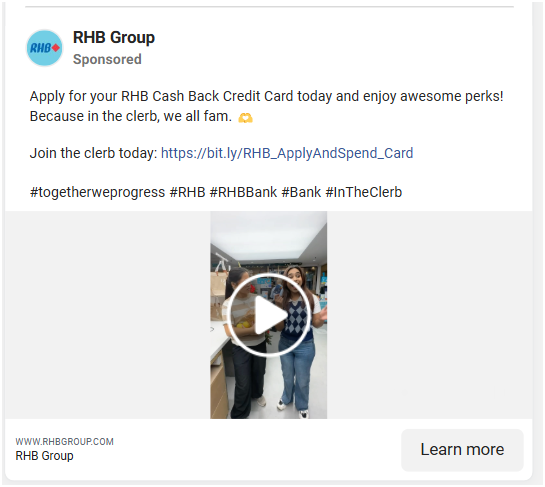 RHB
RHB Group
Sponsored
Apply for your RHB Cash Back Credit Card today and enjoy awesome perks!
Because in the clerb, we all fam. 🫶
Join the clerb today: https://bit.ly/RHB_ApplyAndSpend_Card
#togetherweprogress #RHB #RHBBank #Bank #InTheClerb
WWW.RHBGROUP.COM
RHB Group
Learn more